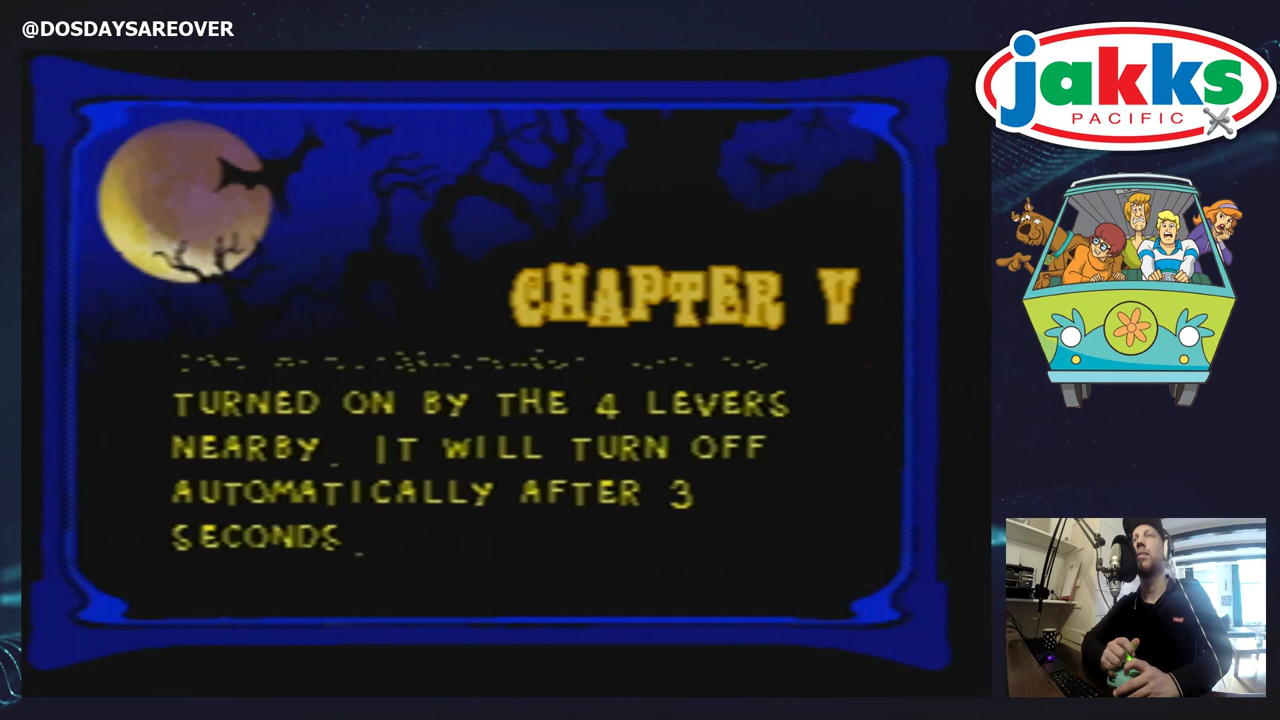 @DOSDAYSAREOVER
jakks
PACIFIC
CHAPTER V
TURNED ON BY THE 4 LEVERS
NEARBY. IT WILL TURN OFF
AUTOMATICALLY AFTER 3
SECONDS.